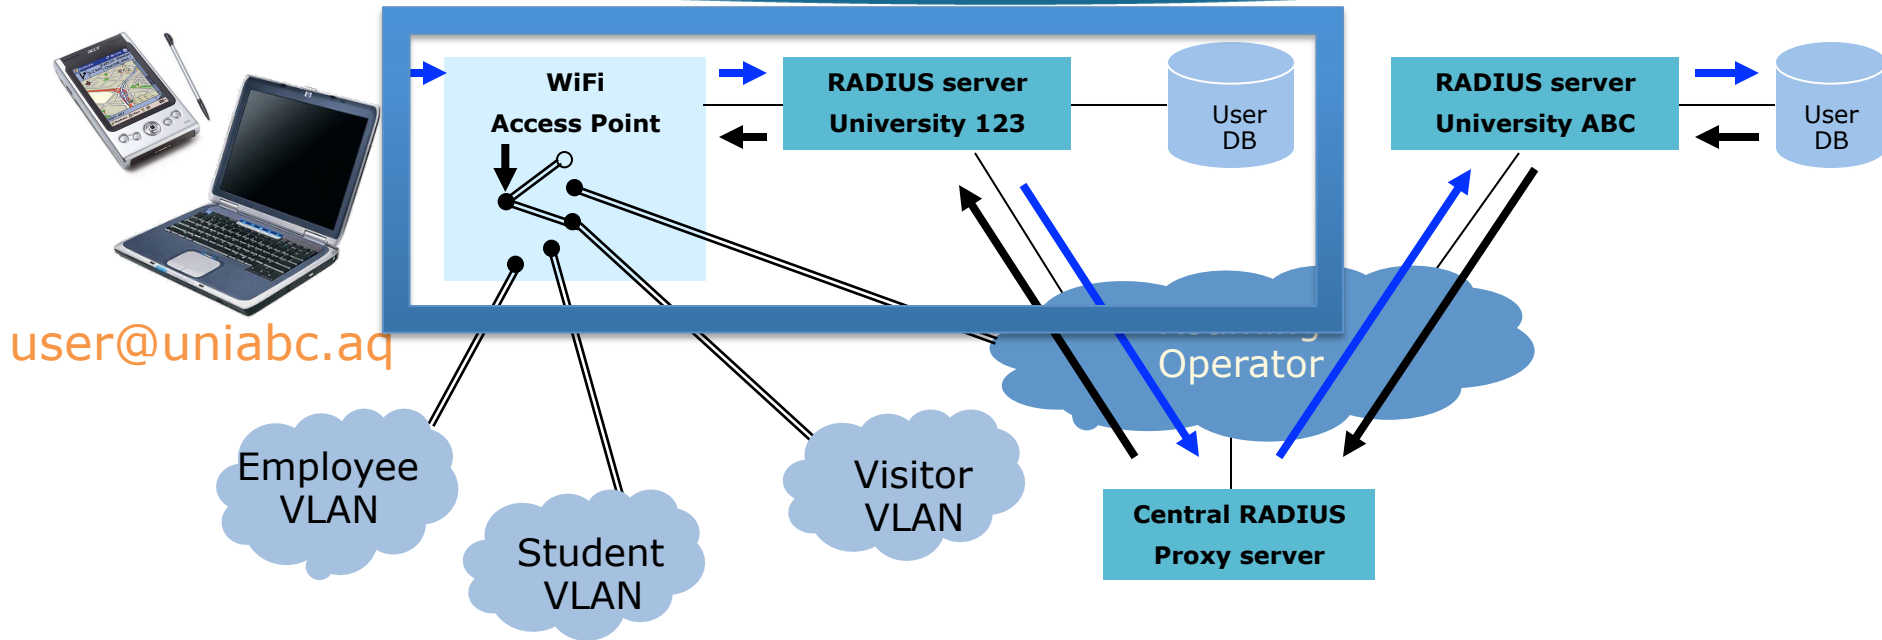 WiFi
Access Point
RADIUS server
University 123
User
DB
RADIUS server
University ABC
User
DB
user@uniabc.aq
Operator
Employee
VLAN
Student
VLAN
Visitor
VLAN
Central RADIUS
Proxy server